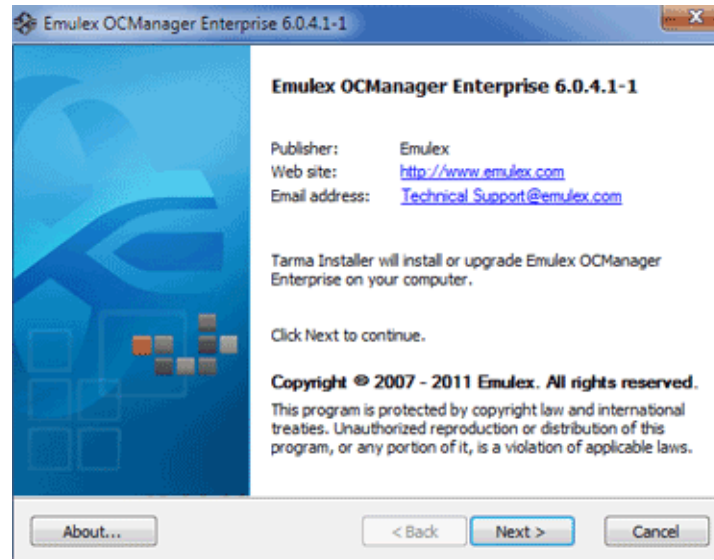 Emulex OCManager Enterprise 6.0.4.1-1
Emulex OCManager Enterprise 6.0.4.1-1
Publisher: Emulex
Web site: http://www.emulex.com
Email address: Technical Support@emulex.com
Tarma Installer will install or upgrade Emulex OCManager
Enterprise on your computer.
Click Next to continue.
Copyright © 2007 - 2011 Emulex. All rights reserved.
This program is protected by copyright law and international
treaties. Unauthorized reproduction or distribution of this
program, or any portion of it, is a violation of applicable laws.
About... < Back Next > Cancel